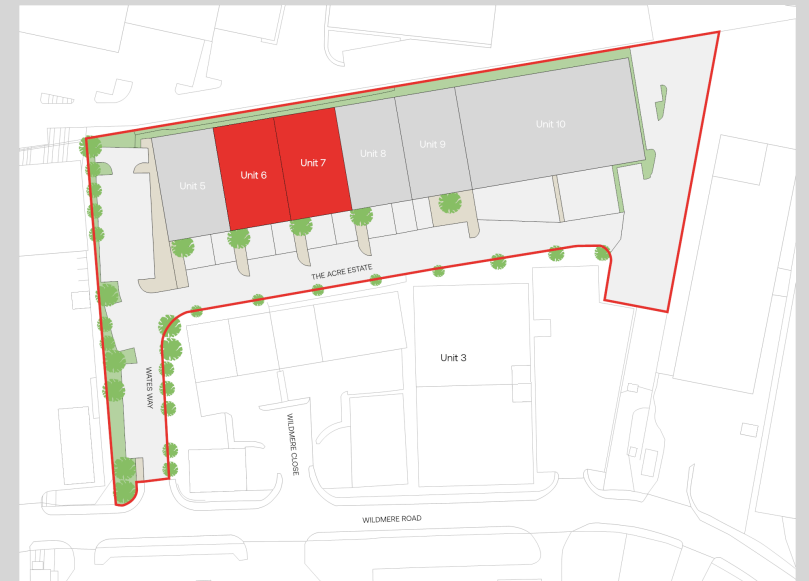 Unit 10
Unit 9
Unit 8
Unit 7
Unit 6
Unit 5
THE ACRE ESTATE
Unit 3
WATES WAY
WILDMERE CLOSE
WILDMERE ROAD